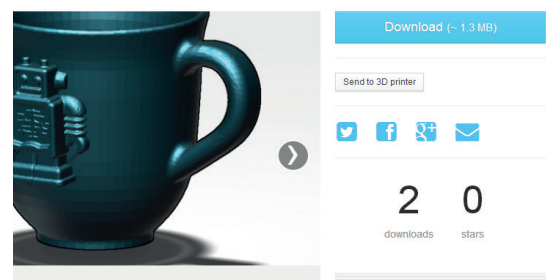 Download (~ 1.3 MB)
Send to 3D printer
2 0
downloads stars